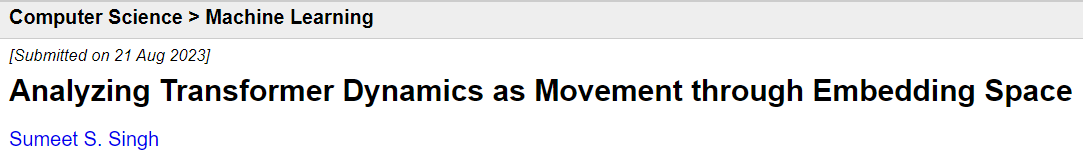 Computer Science > Machine Learning
[Submitted on 21 Aug 2023]
Analyzing Transformer Dynamics as Movement through Embedding Space
Sumeet S. Singh